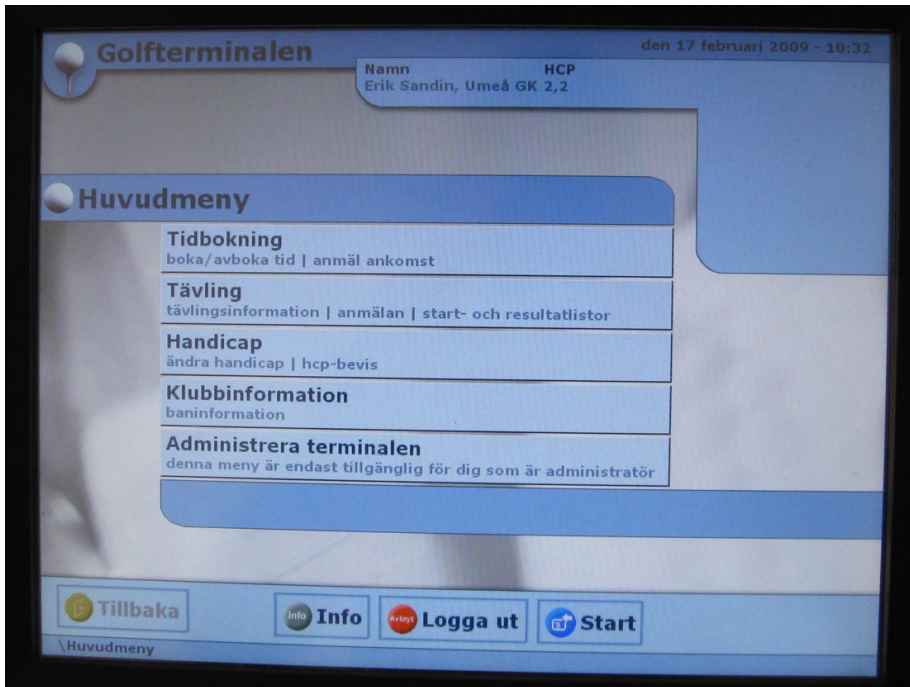 Golfterminalen
den 17 februari 2009 - 10:32
Namn HCP
Erik Sandin, Umeå GK 2,2
Huvudmeny
Tidbokning
boka/avboka tid | anmäl ankomst
Tävling
tävlingsinformation | anmälan | start- och resultatlistor
Handicap
ändra handicap | hcp-bevis
Klubbinformation
baninformation
Administrera terminalen
denna meny är endast tillgänglig för dig som är administratör
Tillbaka
Info Info
Avbryt Logga ut
Start
\Huvudmeny